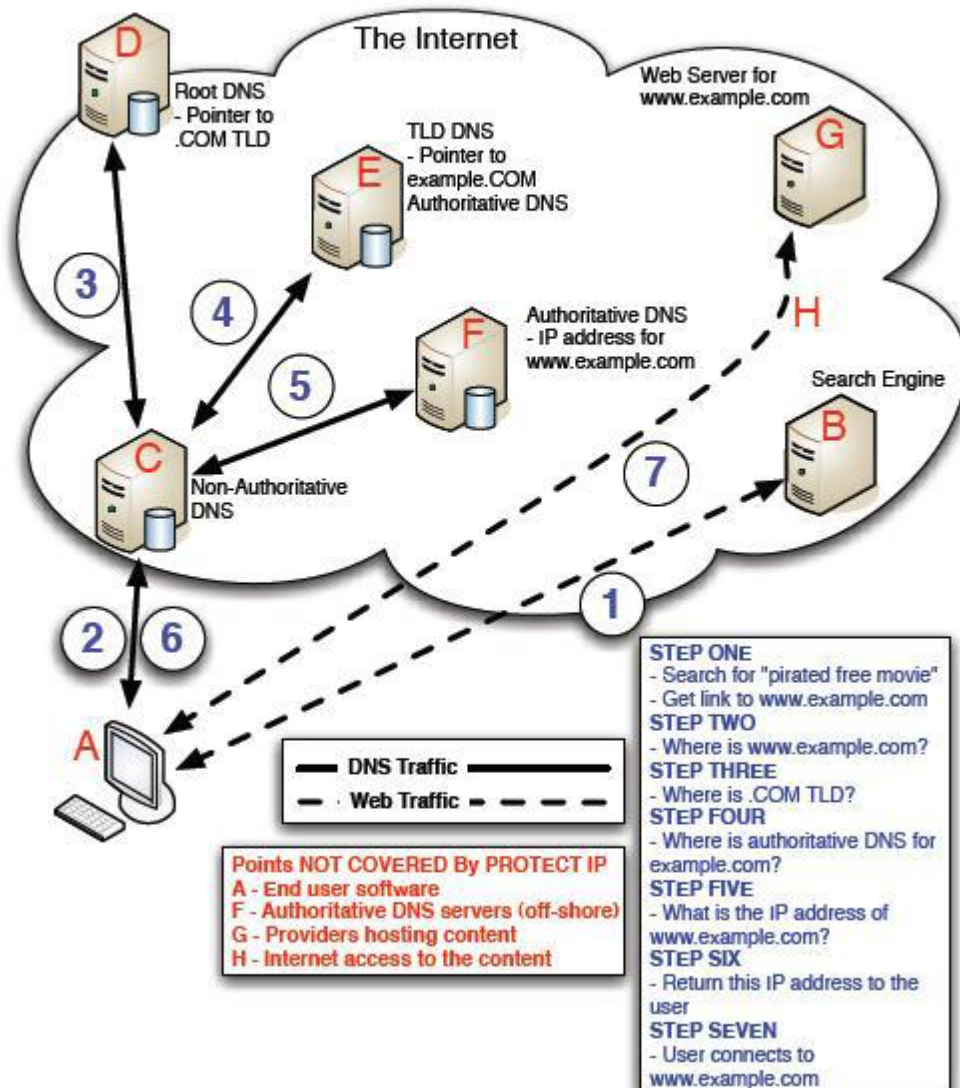 The Internet
D
Root DNS
- Pointer to
.COM TLD
TLD DNS
- Pointer to
example.COM
Authoritative DNS
E
Web Server for
www.example.com
G
3
4
H
Authoritative DNS
- IP address for
www.example.com
F
5
Search Engine
B
C
Non-Authoritative
DNS
7
1
2
6
A
DNS Traffic
Web Traffic
Points NOT COVERED By PROTECT IP
A - End user software
F - Authoritative DNS servers (off-shore)
G - Providers hosting content
H - Internet access to the content
STEP ONE
- Search for "pirated free movie"
- Get link to www.example.com
STEP TWO
- Where is www.example.com?
STEP THREE
- Where is .COM TLD?
STEP FOUR
- Where is authoritative DNS for
example.com?
STEP FIVE
- What is the IP address of
www.example.com?
STEP SIX
- Return this IP address to the
user
STEP SEVEN
- User connects to
www.example.com